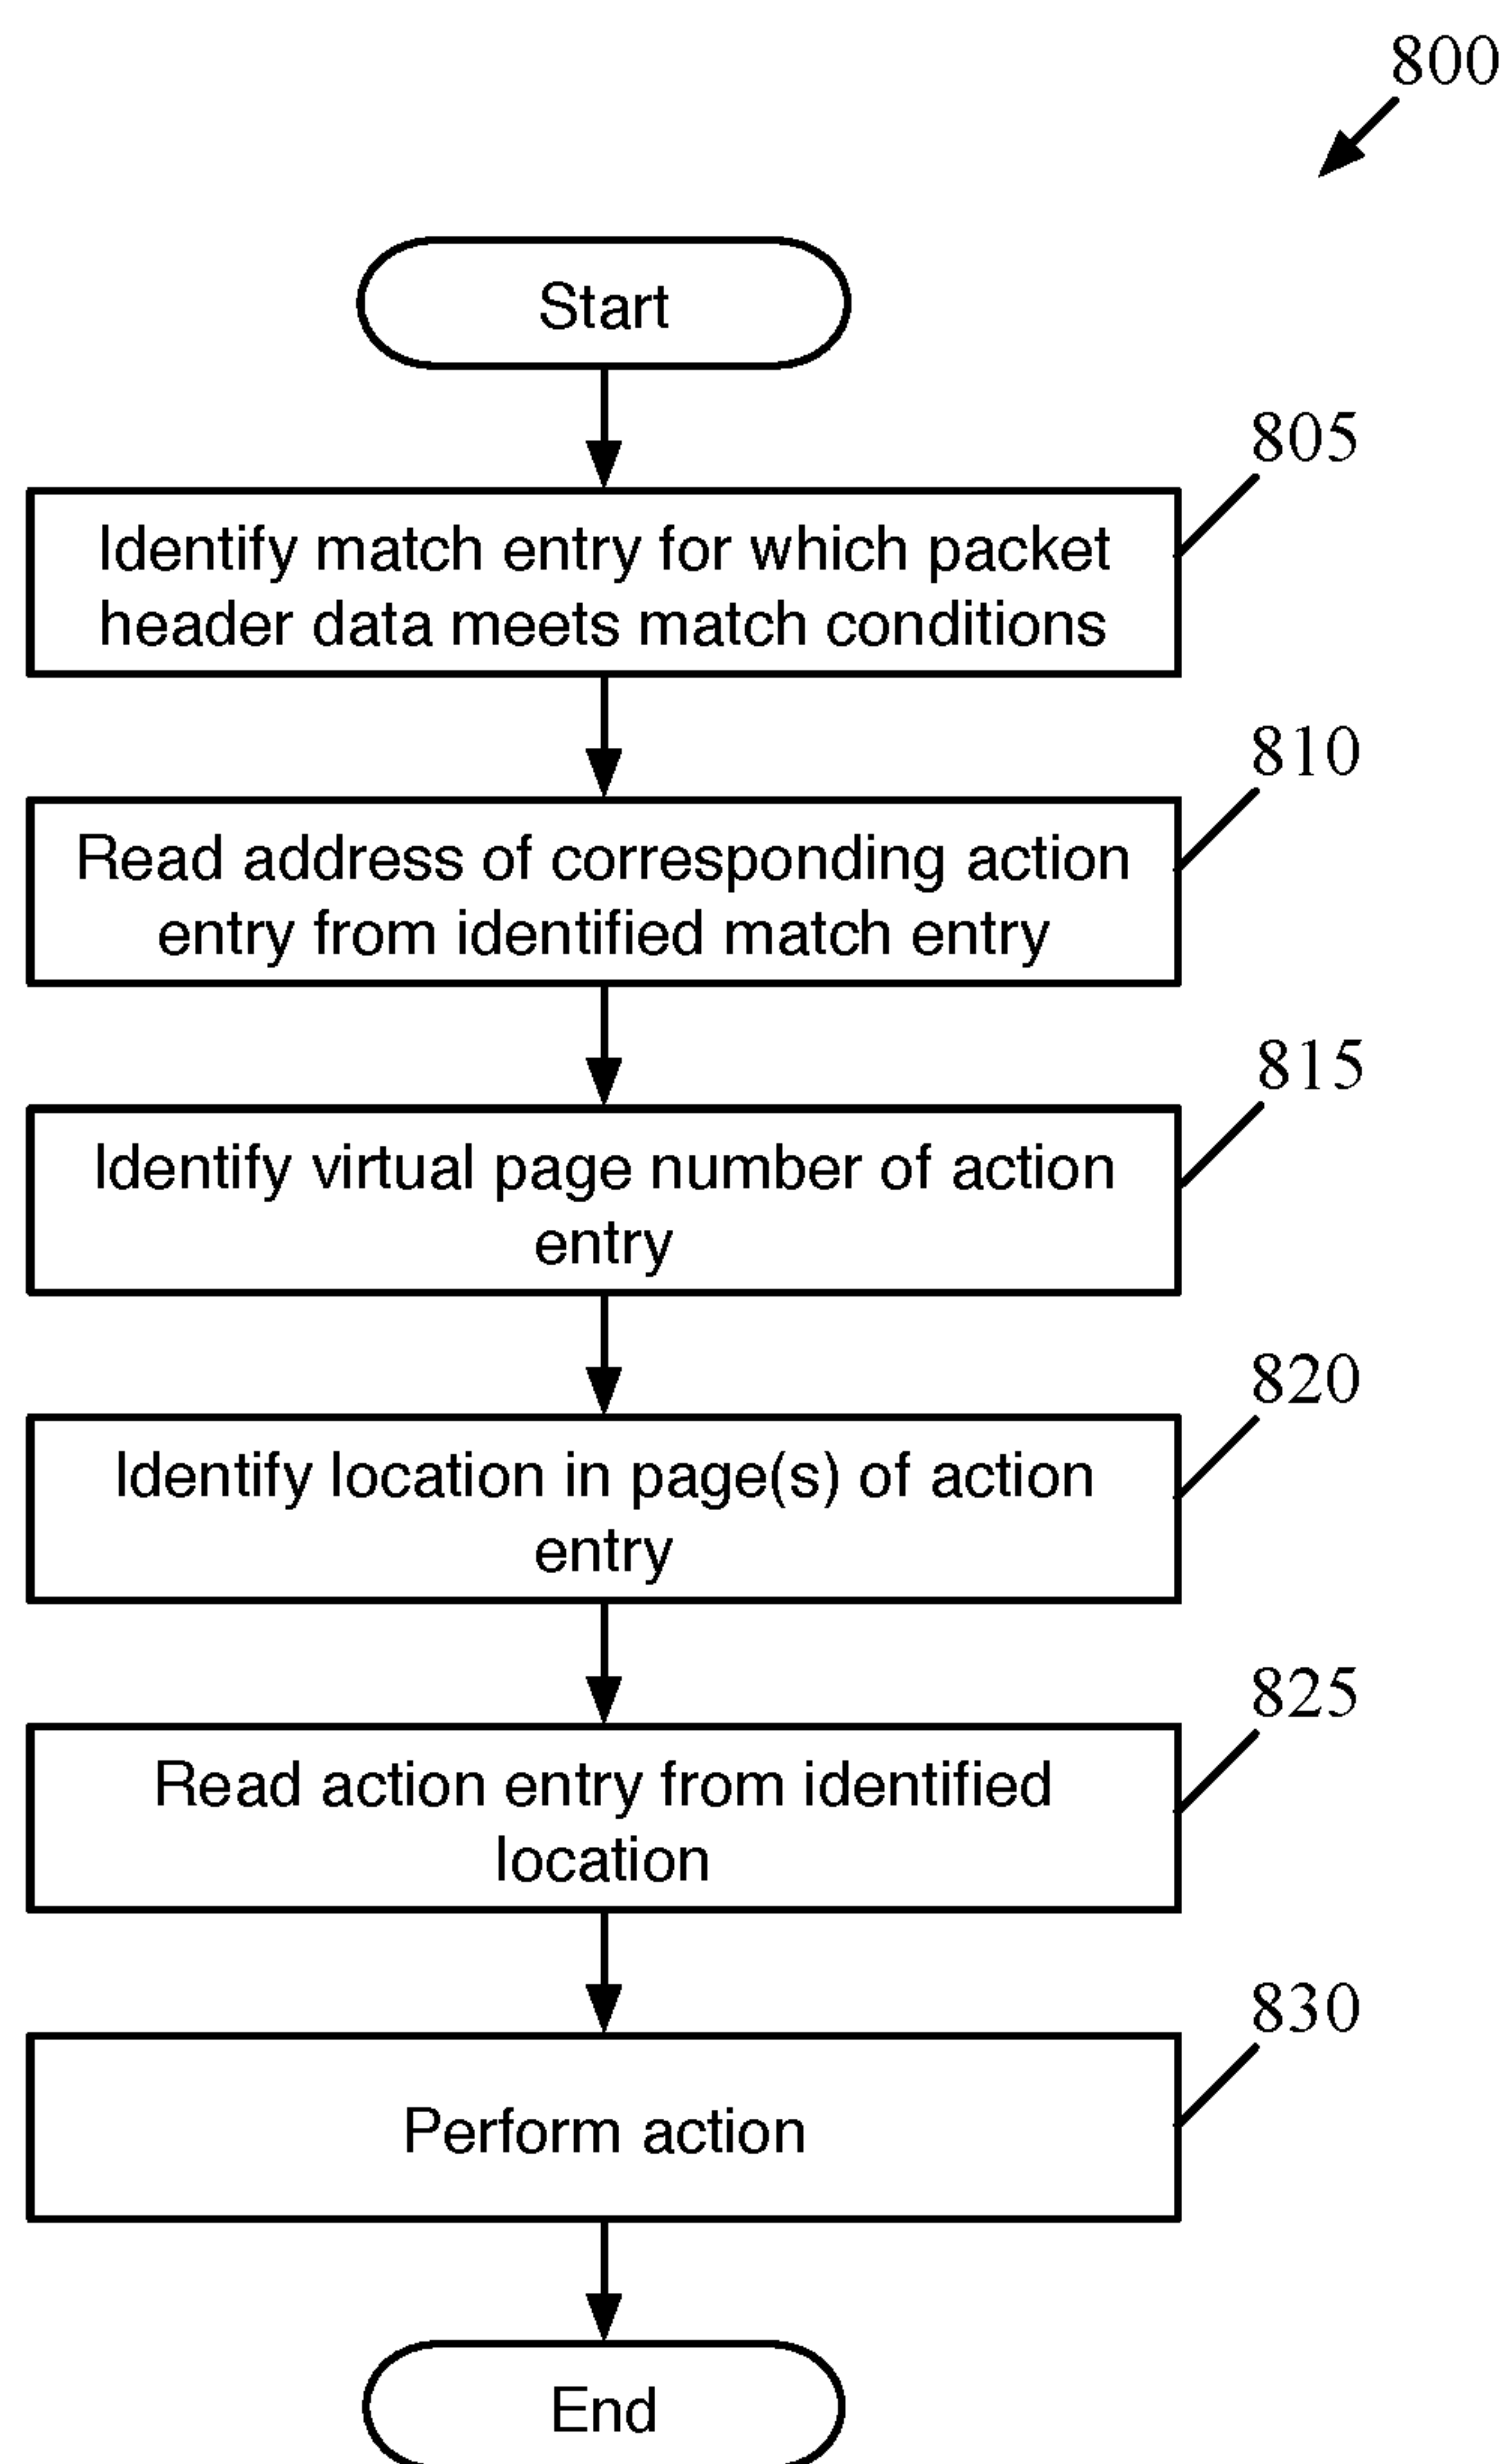 800
Start
805
Identify match entry for which packet
header data meets match conditions
810
Read address of corresponding action
entry from identified match entry
815
Identify virtual page number of action
entry
820
Identify location in page(s) of action
entry
825
Read action entry from identified
location
830
Perform action
End